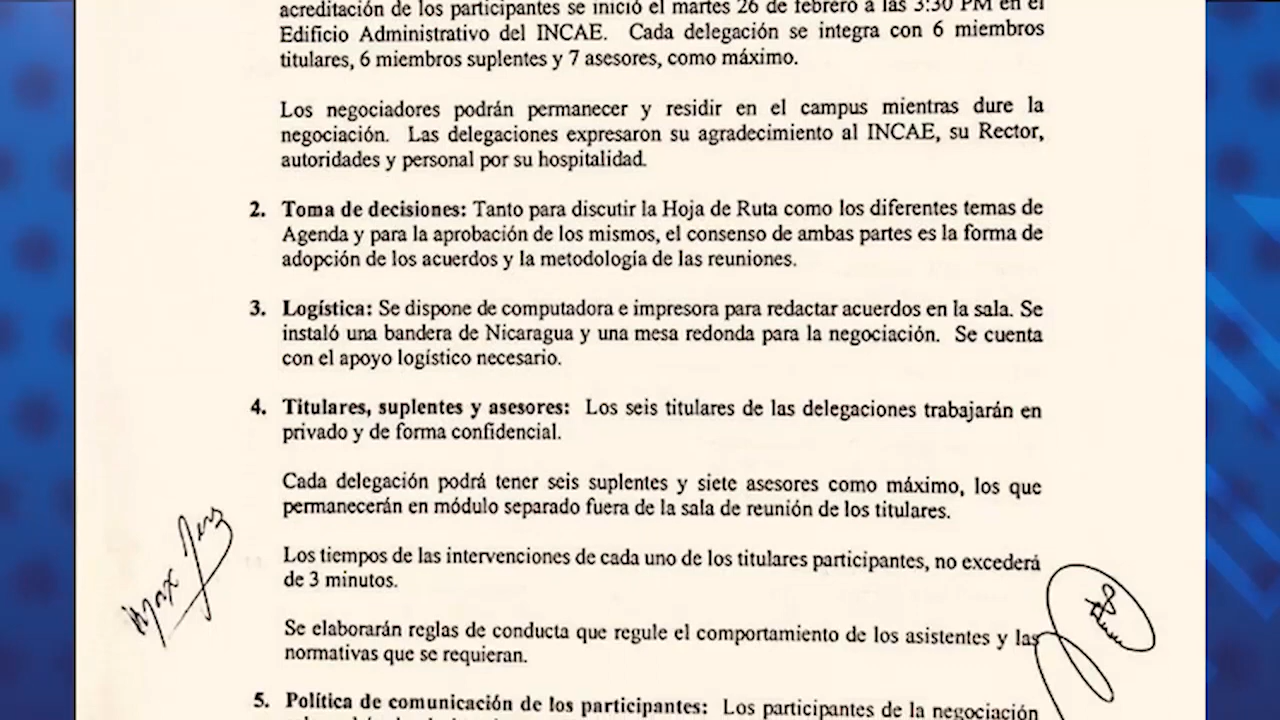 acreditación de los participantes se inició el martes 26 de febrero a las 3:30 PM en el
Edificio Administrativo del INCAE. Cada delegación se integra con 6 miembros
titulares, 6 miembros suplentes y 7 asesores, como máximo.
Los negociadores podrán permanecer y residir en el campus mientras dure la
negociación. Las delegaciones expresaron su agradecimiento al INCAE, su Rector,
autoridades y personal por su hospitalidad.
2. Toma de decisiones: Tanto para discutir la Hoja de Ruta como los diferentes temas de
Agenda y para la aprobación de los mismos, el consenso de ambas partes es la forma de
adopción de los acuerdos y la metodología de las reuniones.
3. Logística: Se dispone de computadora e impresora para redactar acuerdos en la sala. Se
instaló una bandera de Nicaragua y una mesa redonda para la negociación. Se cuenta
con el apoyo logístico necesario.
4. Titulares, suplentes y asesores: Los seis titulares de las delegaciones trabajarán en
privado y de forma confidencial.
Cada delegación podrá tener seis suplentes y siete asesores como máximo, los que
permanecerán en módulo separado fuera de la sala de reunión de los titulares.
Los tiempos de las intervenciones de cada uno de los titulares participantes, no excederá
de 3 minutos.
Se elaborarán reglas de conducta que regule el comportamiento de los asistentes y las
normativas que se requieran.
5. Política de comunicación de los participantes: Los participantes de la negociación